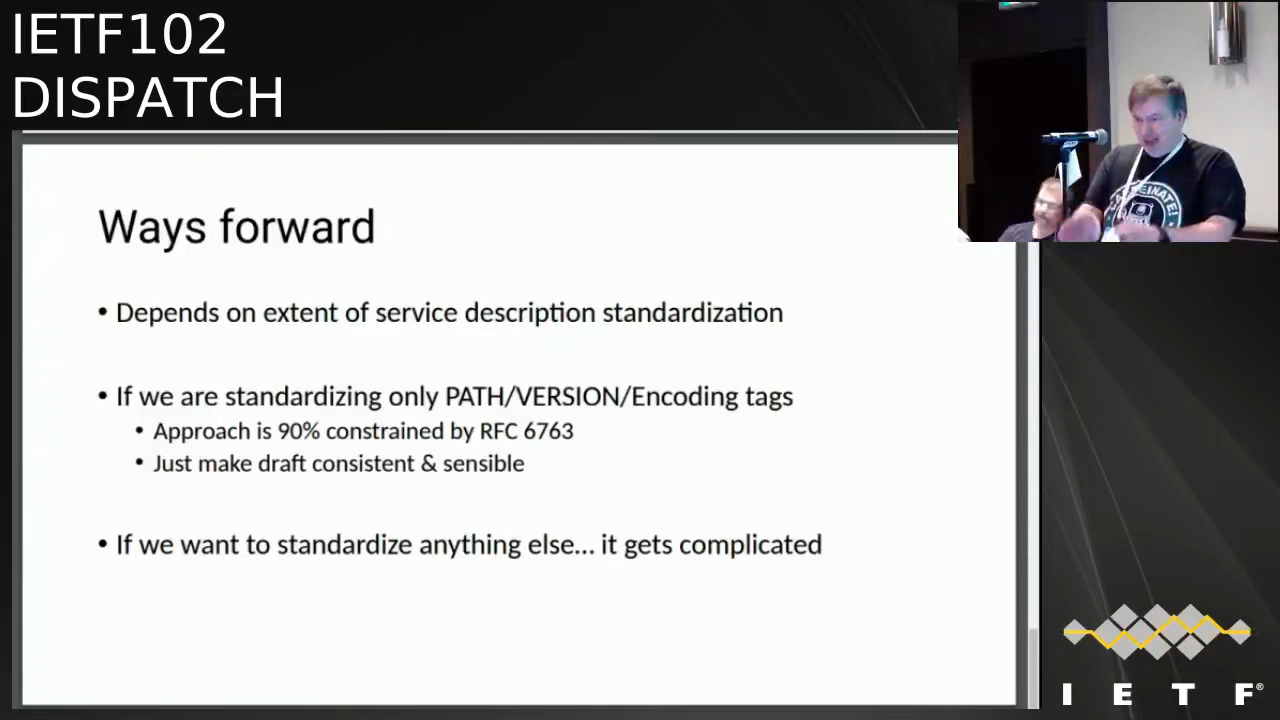 IETF102
DISPATCH
Ways forward
• Depends on extent of service description standardization
• If we are standardizing only PATH/VERSION/Encoding tags
• Approach is 90% constrained by RFC 6763
• Just make draft consistent & sensible
• If we want to standardize anything else... it gets complicated
CAFFEINATE!
I E T F®